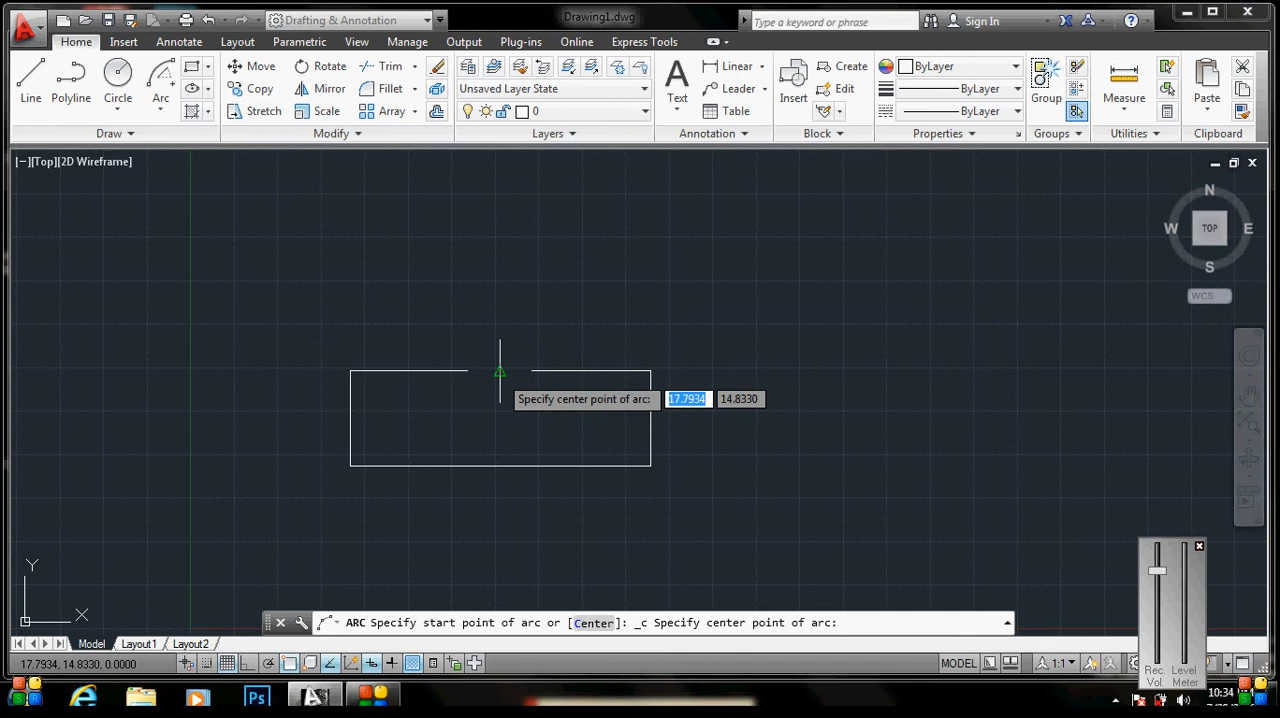 Drafting & Annotation
Drawing1.dwg
Type a keyword or phrase
Sign In
Home Insert Annotate Layout Parametric View Manage Output Plug-ins Online Express Tools
Line
Polyline
Circle
Arc
Draw
Move
Copy
Stretch
Rotate
Mirror
Scale
Trim
Fillet
Array
Modify
Unsaved Layer State
0
Layers
Text
Linear
Leader
Table
Annotation
Insert
Create
Edit
Block
ByLayer
ByLayer
ByLayer
Properties
Group
Groups
Measure
Utilities
Paste
Clipboard
[−][Top][2D Wireframe]
N
W TOP E
S
WCS
Specify center point of arc: 17.7934 14.8330
Y
X
ARC Specify start point of arc or [Center]: _c Specify center point of arc:
Model Layout1 Layout2
17.7934, 14.8330, 0.0000
MODEL
1:1
Rec. Vol.
Level Meter
Ps
10:34